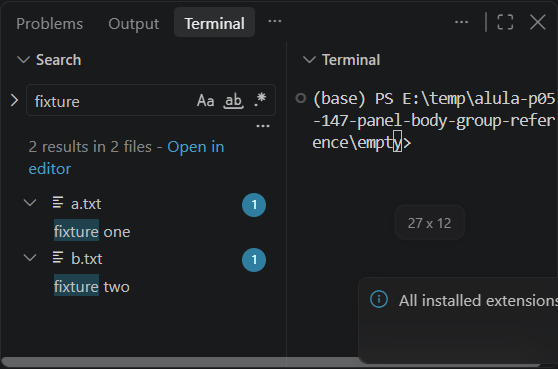 Problems Output Terminal ···
Search
fixture
Aa ab .*
2 results in 2 files - Open in
editor
a.txt 1
fixture one
b.txt 1
fixture two
Terminal
(base) PS E:\temp\alula-p05
-147-panel-body-group-refer
ence\empty>
27 x 12
All installed extensions